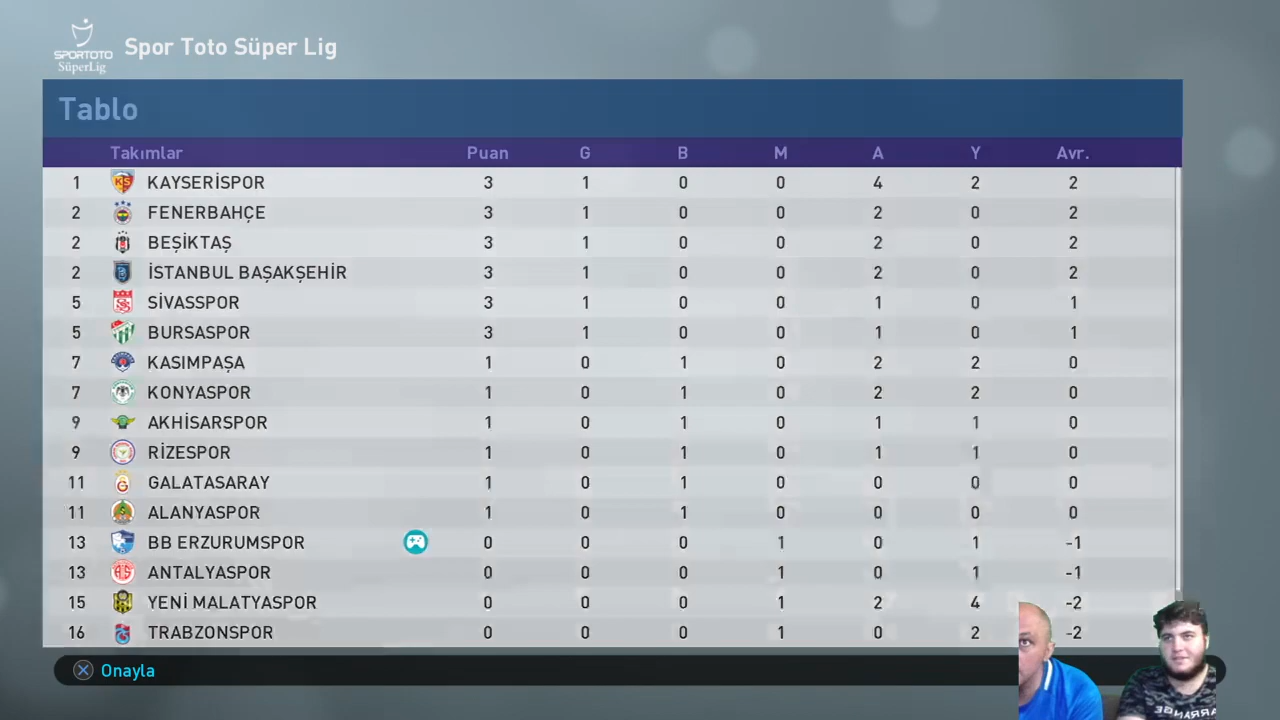 SPORTOTO
SüperLig
Spor Toto Süper Lig
Tablo
Takımlar Puan G B M A Y Avr.
1 KAYSERİSPOR 3 1 0 0 4 2 2
2 FENERBAHÇE 3 1 0 0 2 0 2
2 BEŞİKTAŞ 3 1 0 0 2 0 2
2 İSTANBUL BAŞAKŞEHİR 3 1 0 0 2 0 2
5 SİVASSPOR 3 1 0 0 1 0 1
5 BURSASPOR 3 1 0 0 1 0 1
7 KASIMPAŞA 1 0 1 0 2 2 0
7 KONYASPOR 1 0 1 0 2 2 0
9 AKHİSARSPOR 1 0 1 0 1 1 0
9 RİZESPOR 1 0 1 0 1 1 0
11 GALATASARAY 1 0 1 0 0 0 0
11 ALANYASPOR 1 0 1 0 0 0 0
13 BB ERZURUMSPOR 0 0 0 1 0 1 -1
13 ANTALYASPOR 0 0 0 1 0 1 -1
15 YENİ MALATYASPOR 0 0 0 1 2 4 -2
16 TRABZONSPOR 0 0 0 1 0 2 -2
Onayla